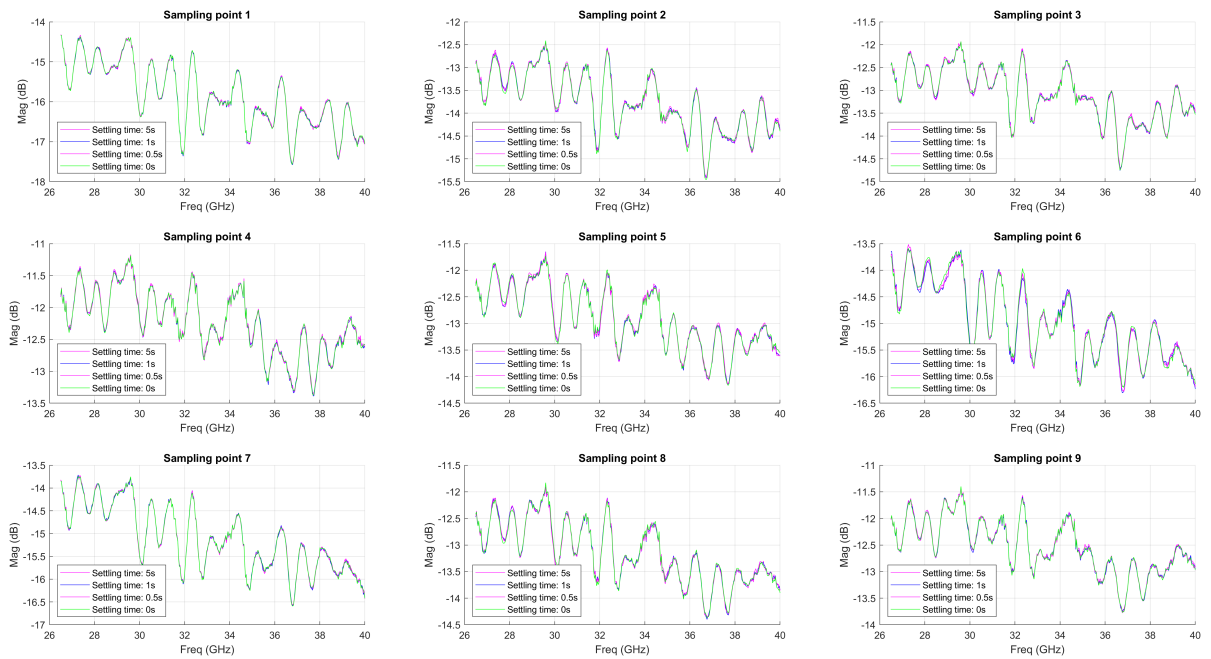 Sampling point 1
-14
-15
-16
-17
-18
Mag (dB)
Settling time: 5s
Settling time: 1s
Settling time: 0.5s
Settling time: 0s
26 28 30 32 34 36 38 40
Freq (GHz)
Sampling point 2
-12
-12.5
-13
-13.5
-14
-14.5
-15
-15.5
Mag (dB)
Settling time: 5s
Settling time: 1s
Settling time: 0.5s
Settling time: 0s
26 28 30 32 34 36 38 40
Freq (GHz)
Sampling point 3
-11.5
-12
-12.5
-13
-13.5
-14
-14.5
-15
Mag (dB)
Settling time: 5s
Settling time: 1s
Settling time: 0.5s
Settling time: 0s
26 28 30 32 34 36 38 40
Freq (GHz)
Sampling point 4
-11
-11.5
-12
-12.5
-13
-13.5
Mag (dB)
Settling time: 5s
Settling time: 1s
Settling time: 0.5s
Settling time: 0s
26 28 30 32 34 36 38 40
Freq (GHz)
Sampling point 5
-11.5
-12
-12.5
-13
-13.5
-14
-14.5
Mag (dB)
Settling time: 5s
Settling time: 1s
Settling time: 0.5s
Settling time: 0s
26 28 30 32 34 36 38 40
Freq (GHz)
Sampling point 6
-13.5
-14
-14.5
-15
-15.5
-16
-16.5
Mag (dB)
Settling time: 5s
Settling time: 1s
Settling time: 0.5s
Settling time: 0s
26 28 30 32 34 36 38 40
Freq (GHz)
Sampling point 7
-13.5
-14
-14.5
-15
-15.5
-16
-16.5
-17
Mag (dB)
Settling time: 5s
Settling time: 1s
Settling time: 0.5s
Settling time: 0s
26 28 30 32 34 36 38 40
Freq (GHz)
Sampling point 8
-11.5
-12
-12.5
-13
-13.5
-14
-14.5
Mag (dB)
Settling time: 5s
Settling time: 1s
Settling time: 0.5s
Settling time: 0s
26 28 30 32 34 36 38 40
Freq (GHz)
Sampling point 9
-11
-11.5
-12
-12.5
-13
-13.5
-14
Mag (dB)
Settling time: 5s
Settling time: 1s
Settling time: 0.5s
Settling time: 0s
26 28 30 32 34 36 38 40
Freq (GHz)